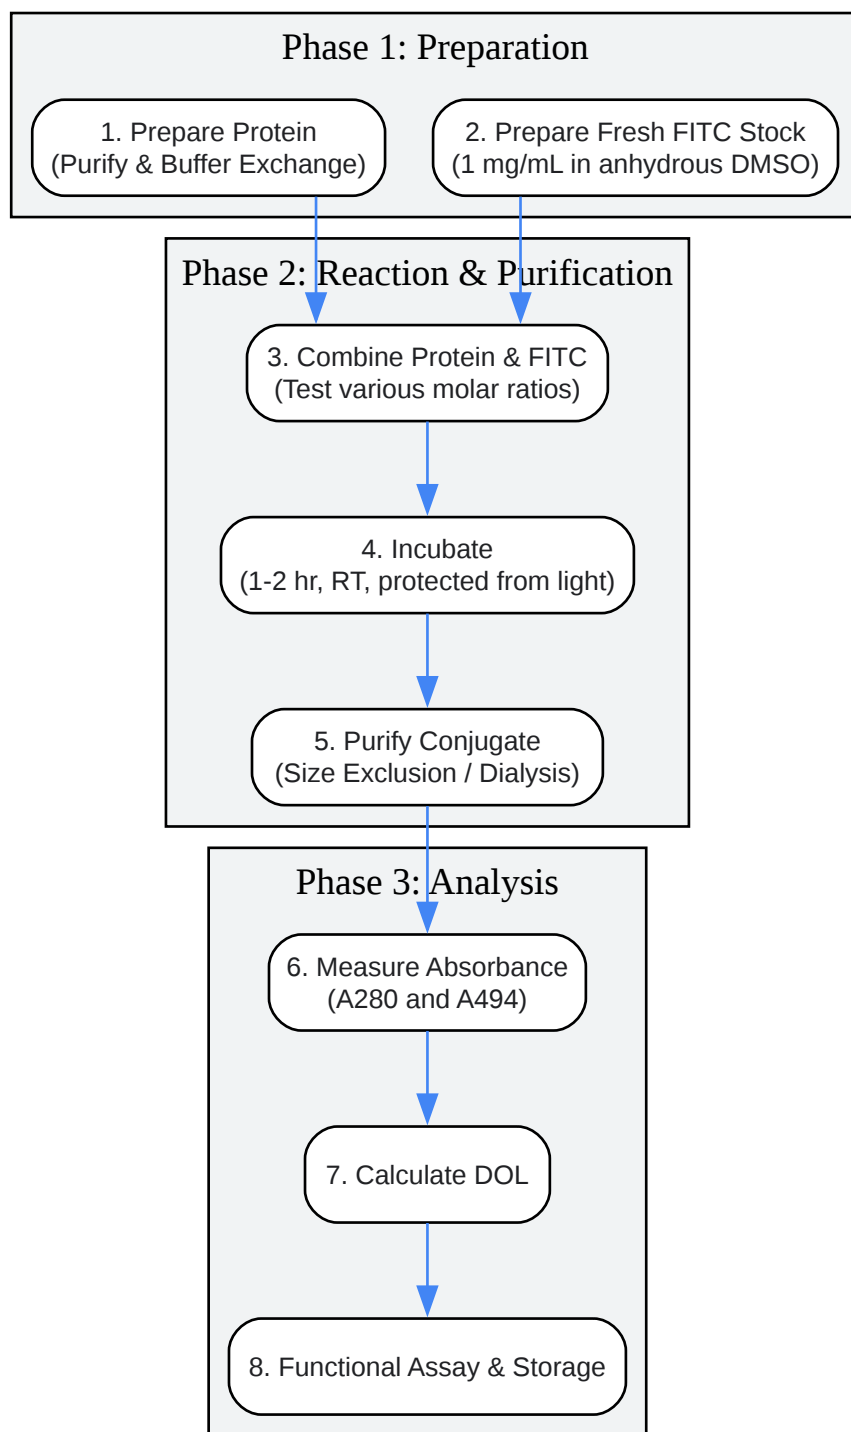 Phase 1: Preparation
1. Prepare Protein
(Purify & Buffer Exchange)
2. Prepare Fresh FITC Stock
(1 mg/mL in anhydrous DMSO)
Phase 2: Reaction & Purification
3. Combine Protein & FITC
(Test various molar ratios)
4. Incubate
(1-2 hr, RT, protected from light)
5. Purify Conjugate
(Size Exclusion / Dialysis)
Phase 3: Analysis
6. Measure Absorbance
(A280 and A494)
7. Calculate DOL
8. Functional Assay & Storage